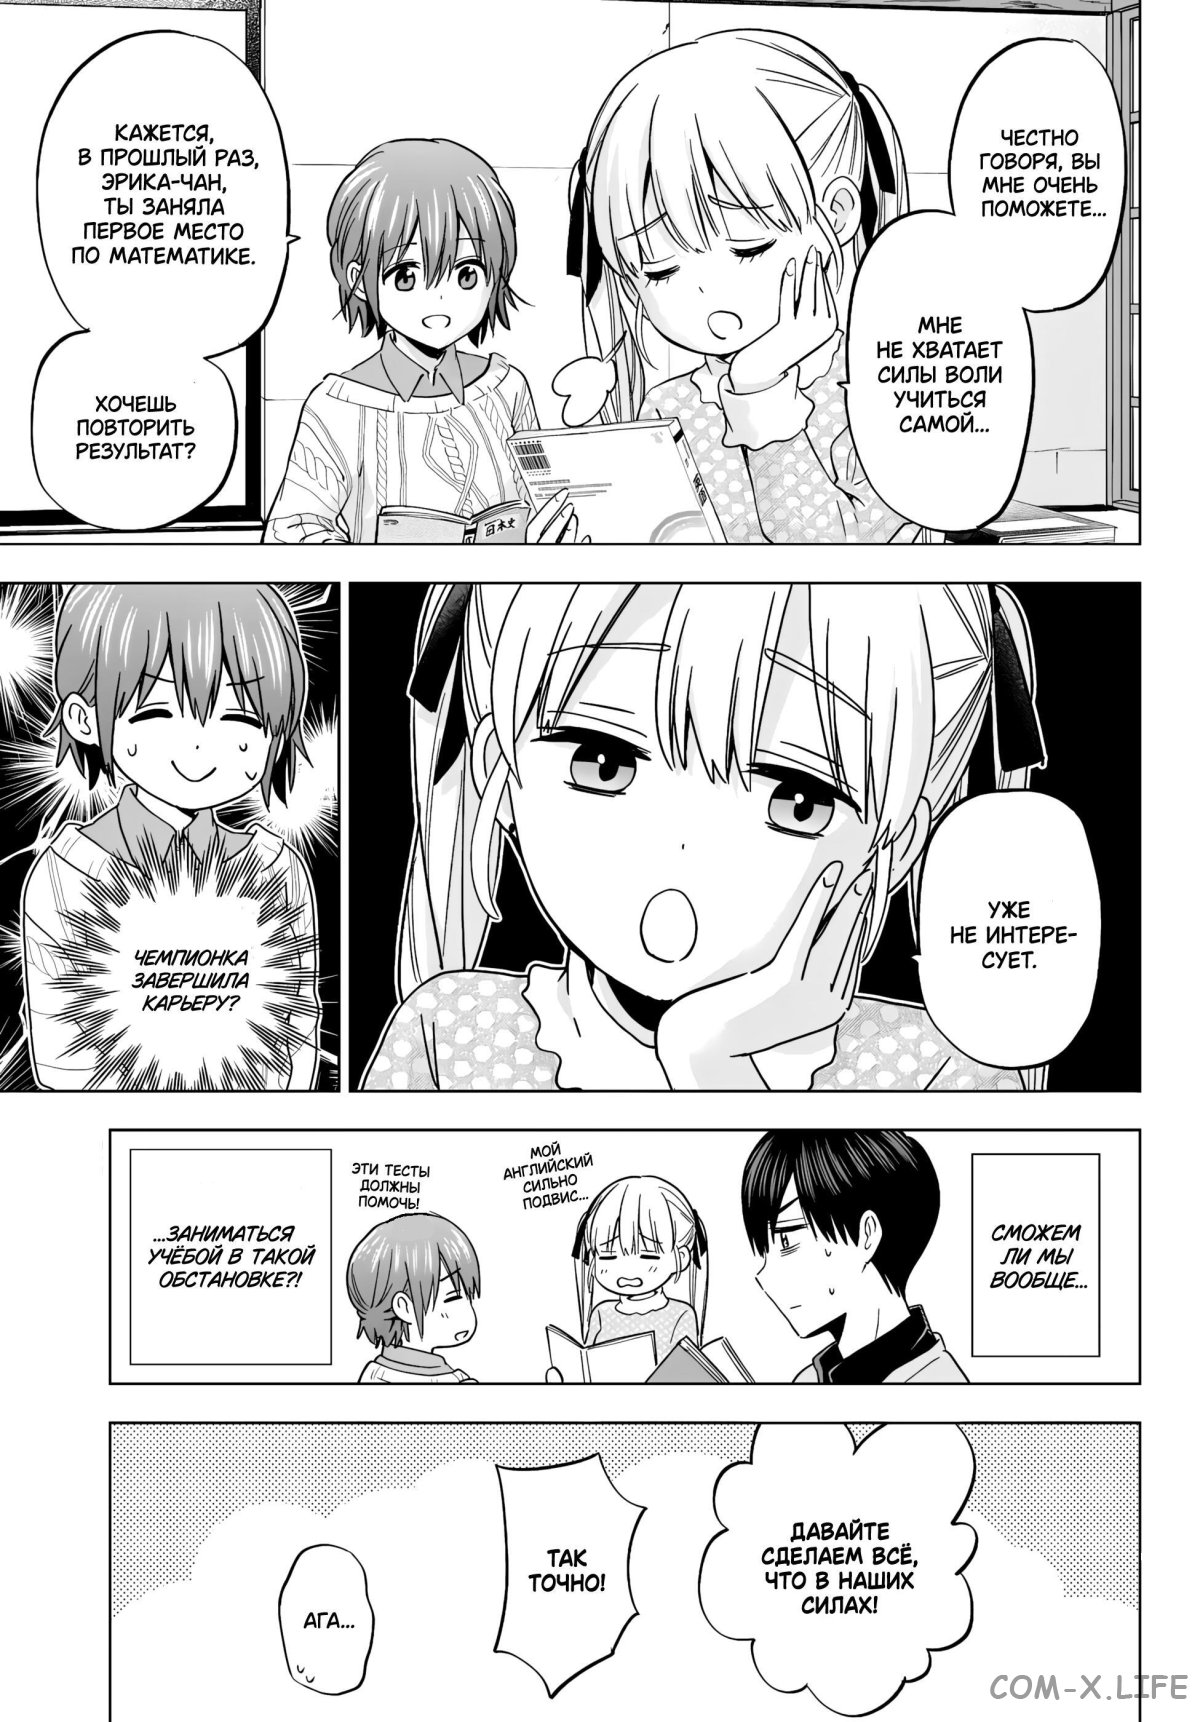 ЧЕСТНО
ГОВОРЯ, ВЫ
МНЕ ОЧЕНЬ
ПОМОЖЕТЕ...
МНЕ
НЕ ХВАТАЕТ
СИЛЫ ВОЛИ
УЧИТЬСЯ
САМОЙ...
КАЖЕТСЯ,
В ПРОШЛЫЙ РАЗ,
ЭРИКА-ЧАН,
ТЫ ЗАНЯЛА
ПЕРВОЕ МЕСТО
ПО МАТЕМАТИКЕ.
ХОЧЕШЬ
ПОВТОРИТЬ
РЕЗУЛЬТАТ?
日本史
УЖЕ
НЕ ИНТЕРЕ-
СУЕТ.
ЧЕМПИОНКА
ЗАВЕРШИЛА
КАРЬЕРУ?
СМОЖЕМ
ЛИ МЫ
ВООБЩЕ...
МОЙ
АНГЛИЙСКИЙ
СИЛЬНО
ПОДВИС...
ЭТИ ТЕСТЫ
ДОЛЖНЫ
ПОМОЧЬ!
...ЗАНИМАТЬСЯ
УЧЁБОЙ В ТАКОЙ
ОБСТАНОВКЕ?!
ДАВАЙТЕ
СДЕЛАЕМ ВСЁ,
ЧТО В НАШИХ
СИЛАХ!
ТАК
ТОЧНО!
АГА...
COM-X.LIFE